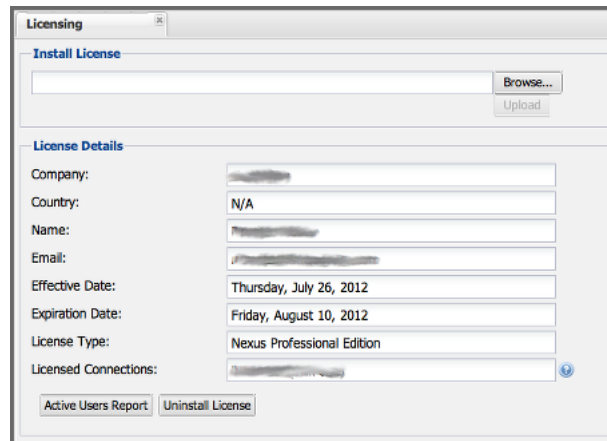 Licensing
Install License
Browse...
Upload
License Details
Company:
Country: N/A
Name:
Email:
Effective Date: Thursday, July 26, 2012
Expiration Date: Friday, August 10, 2012
License Type: Nexus Professional Edition
Licensed Connections:
Active Users Report Uninstall License